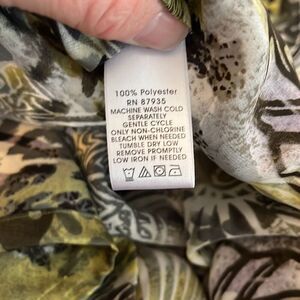 100% Polyester
RN 87935
MACHINE WASH COLD
SEPARATELY
GENTLE CYCLE
ONLY NON-CHLORINE
BLEACH WHEN NEEDED
TUMBLE DRY LOW
REMOVE PROMPTLY
LOW IRON IF NEEDED